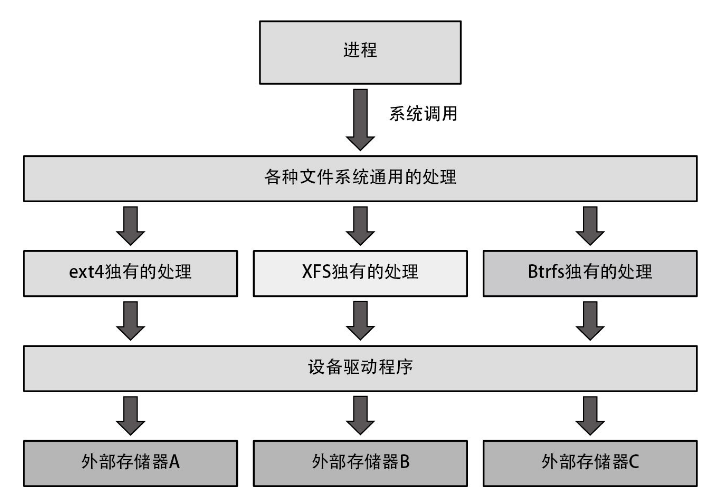 进程
系统调用
各种文件系统通用的处理
ext4独有的处理
XFS独有的处理
Btrfs独有的处理
设备驱动程序
外部存储器A
外部存储器B
外部存储器C